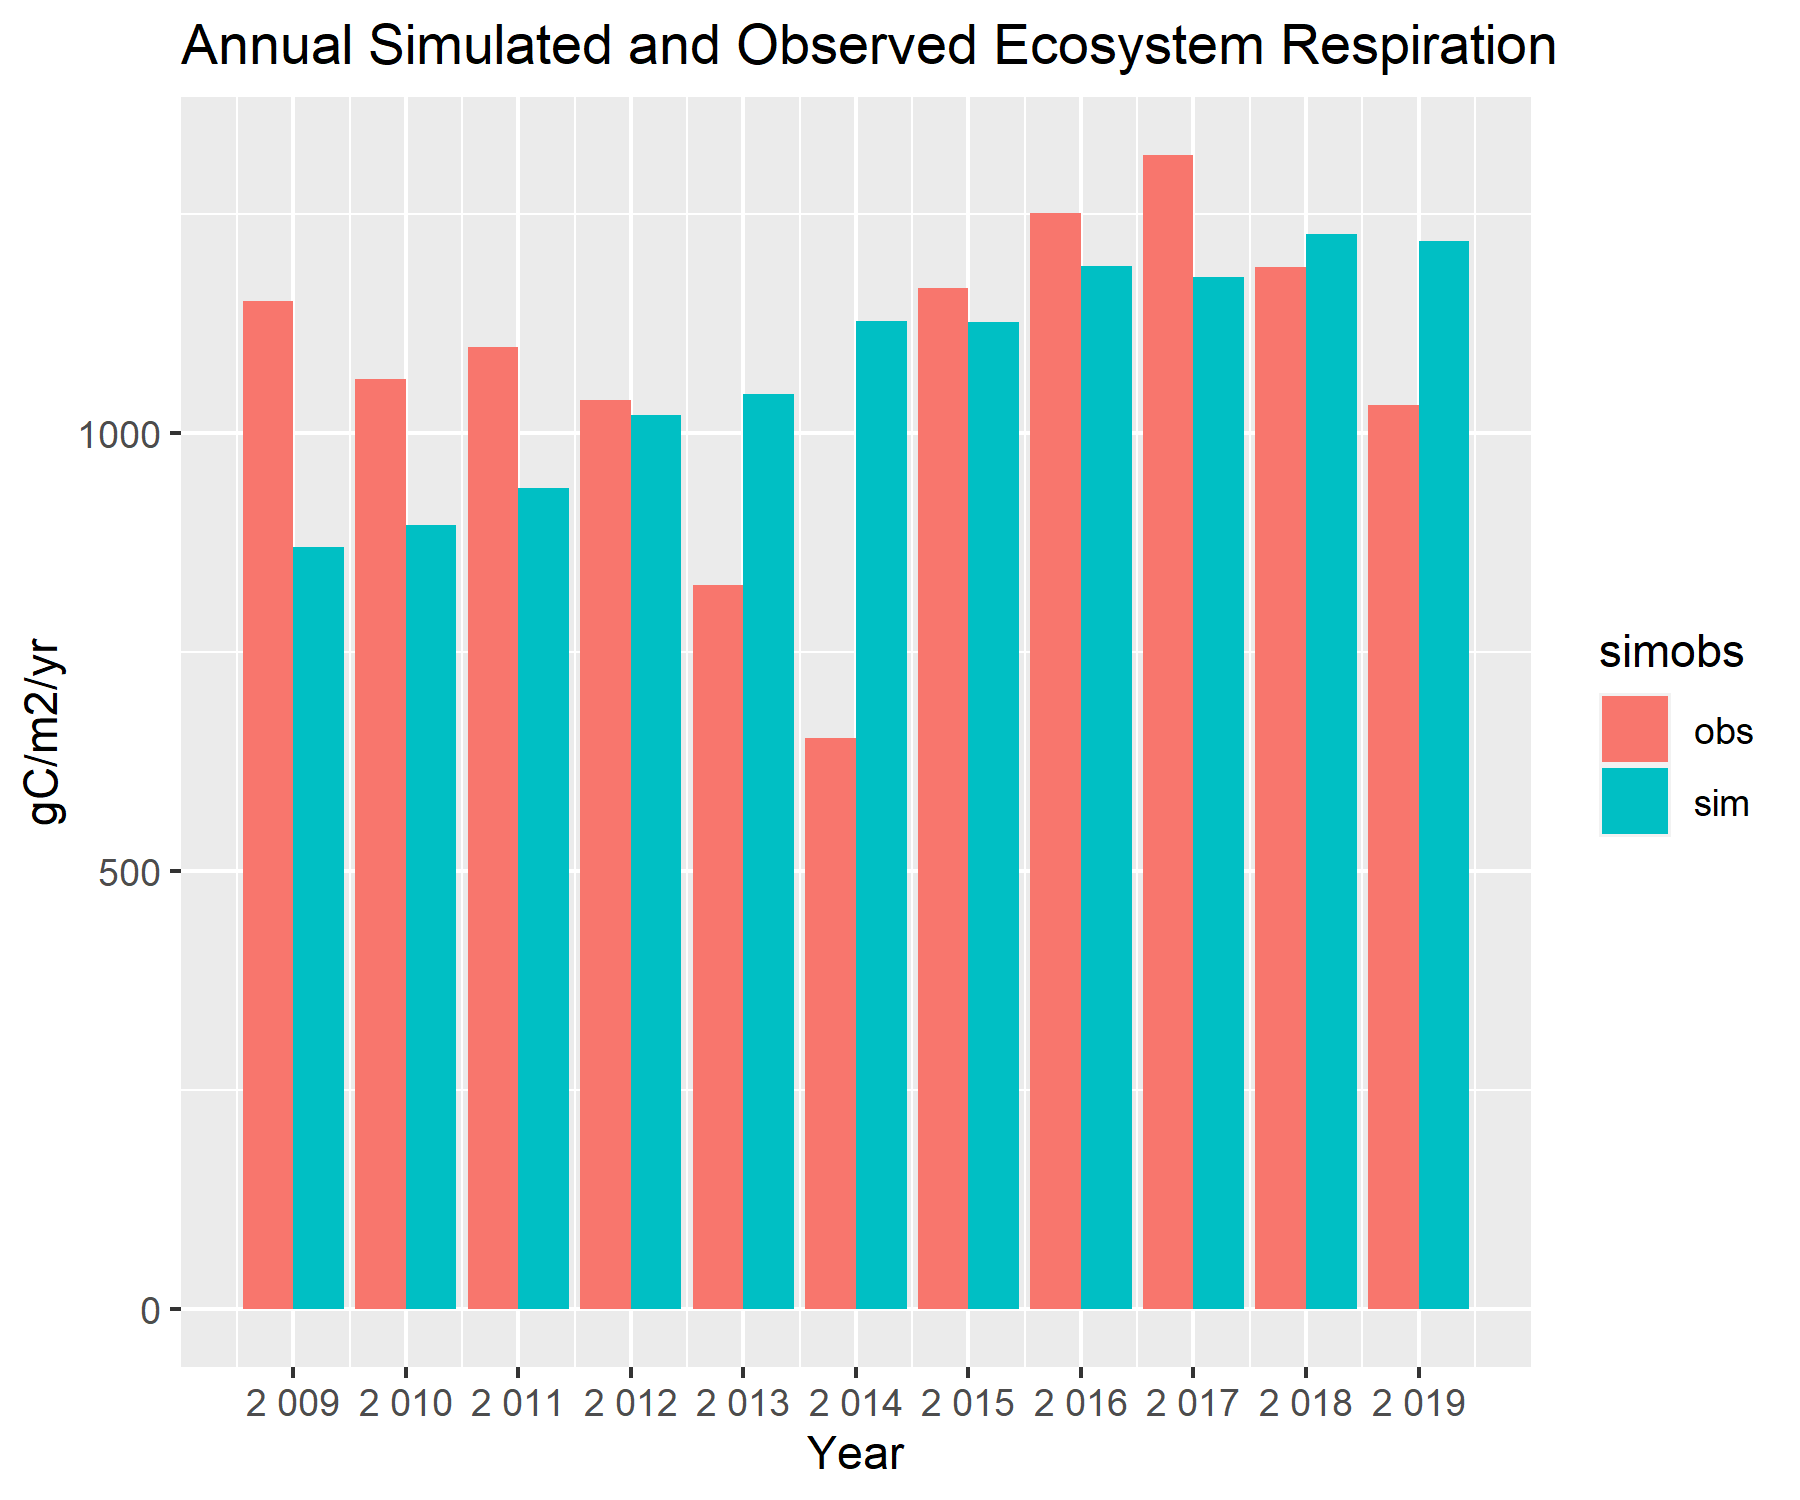 Annual Simulated and Observed Ecosystem Respiration
gC/m2/yr
1000
500
0
2 009 2 010 2 011 2 012 2 013 2 014 2 015 2 016 2 017 2 018 2 019
Year
simobs
obs
sim